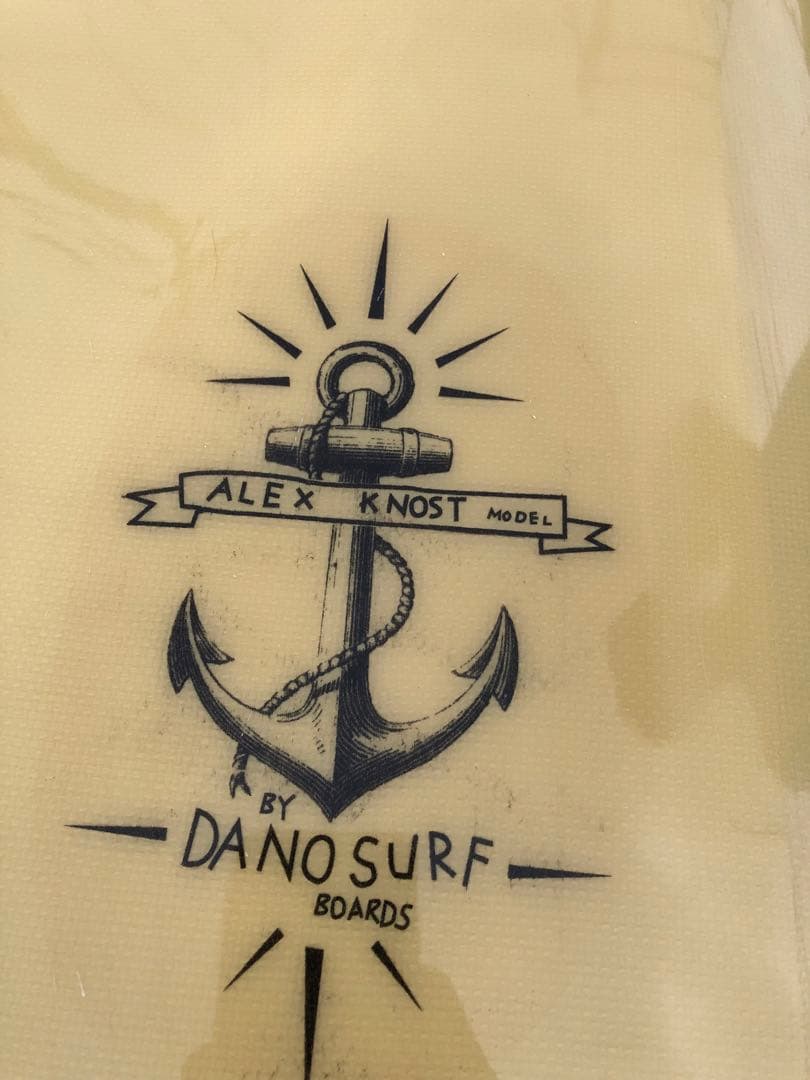 ALEX KNOST MODEL
BY
DANO SURF
BOARDS